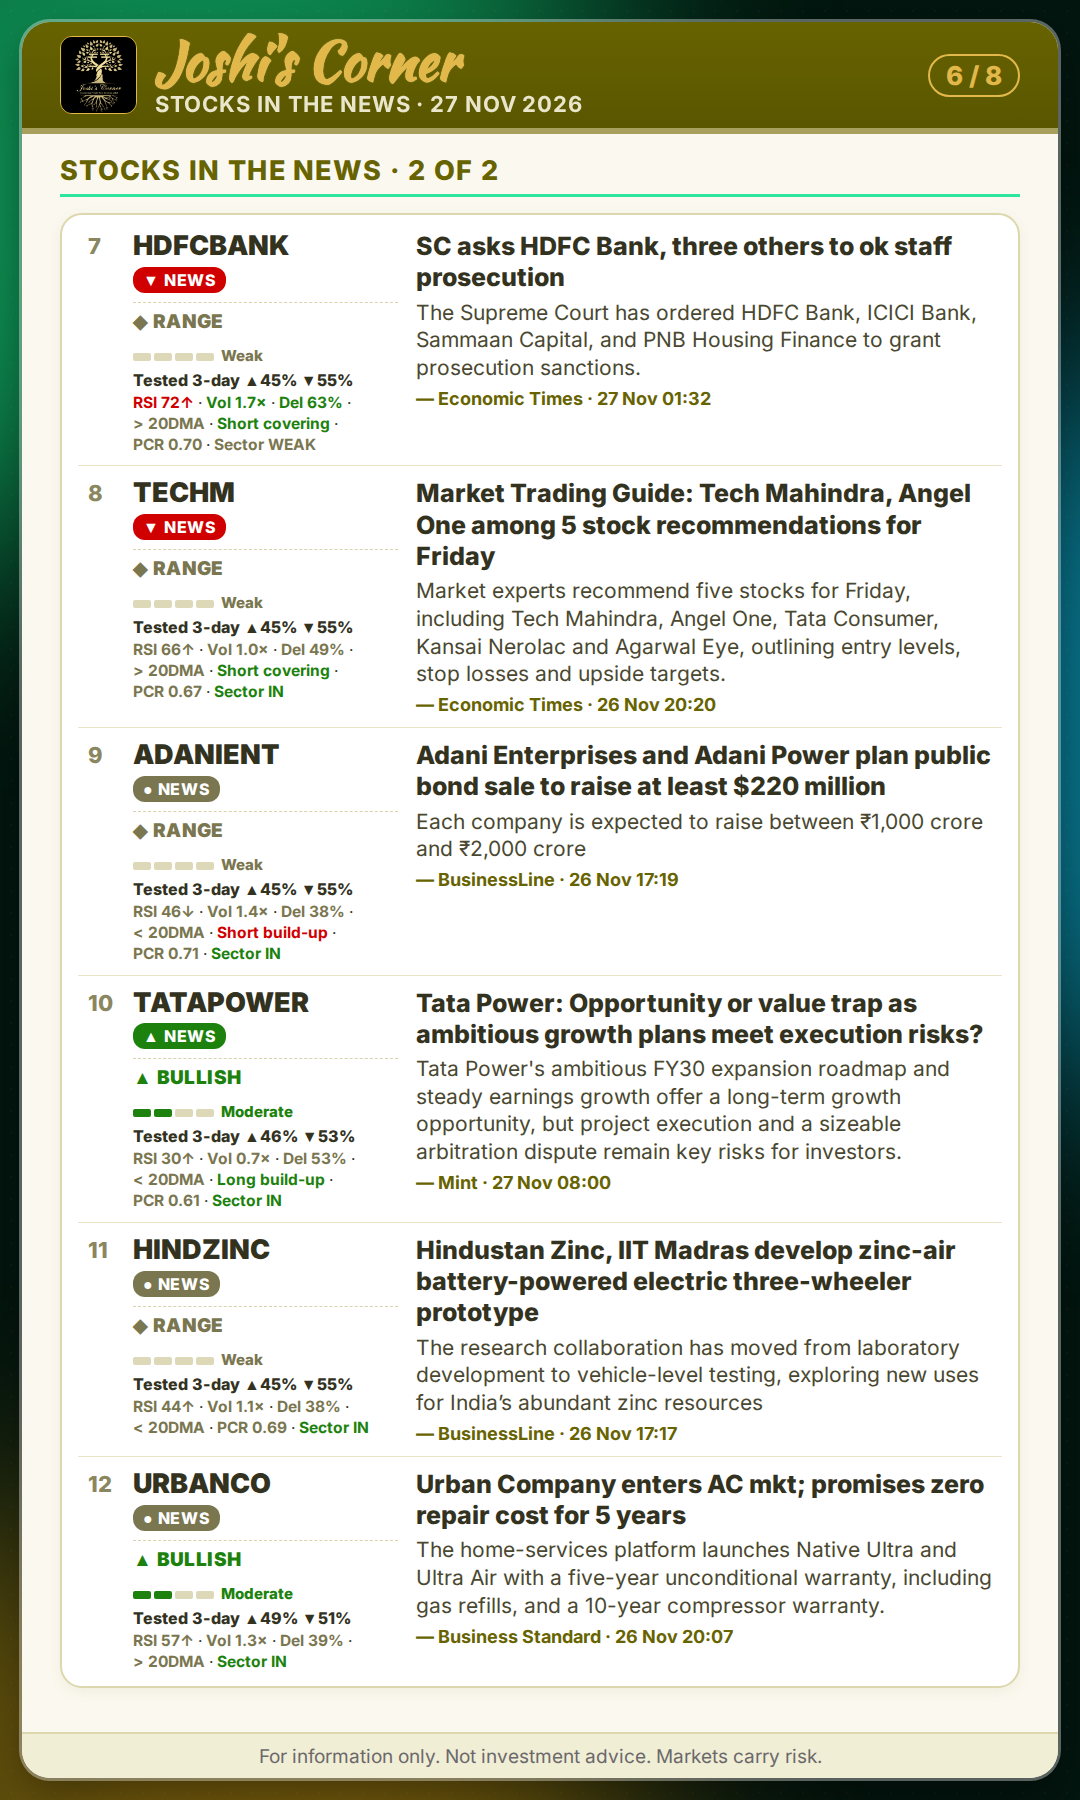 Joshi's Corner
Joshi's Corner
STOCKS IN THE NEWS · 27 NOV 2026
6 / 8
STOCKS IN THE NEWS · 2 OF 2
7
HDFCBANK
▼ NEWS
◆ RANGE
Weak
Tested 3-day ▲45% ▼55%
RSI 72↑ · Vol 1.7× · Del 63% ·
> 20DMA · Short covering ·
PCR 0.70 · Sector WEAK
SC asks HDFC Bank, three others to ok staff
prosecution
The Supreme Court has ordered HDFC Bank, ICICI Bank,
Sammaan Capital, and PNB Housing Finance to grant
prosecution sanctions.
— Economic Times · 27 Nov 01:32
8
TECHM
▼ NEWS
◆ RANGE
Weak
Tested 3-day ▲45% ▼55%
RSI 66↑ · Vol 1.0× · Del 49% ·
> 20DMA · Short covering ·
PCR 0.67 · Sector IN
Market Trading Guide: Tech Mahindra, Angel
One among 5 stock recommendations for
Friday
Market experts recommend five stocks for Friday,
including Tech Mahindra, Angel One, Tata Consumer,
Kansai Nerolac and Agarwal Eye, outlining entry levels,
stop losses and upside targets.
— Economic Times · 26 Nov 20:20
9
ADANIENT
● NEWS
◆ RANGE
Weak
Tested 3-day ▲45% ▼55%
RSI 46↓ · Vol 1.4× · Del 38% ·
< 20DMA · Short build-up ·
PCR 0.71 · Sector IN
Adani Enterprises and Adani Power plan public
bond sale to raise at least $220 million
Each company is expected to raise between ₹1,000 crore
and ₹2,000 crore
— BusinessLine · 26 Nov 17:19
10
TATAPOWER
▲ NEWS
▲ BULLISH
Moderate
Tested 3-day ▲46% ▼53%
RSI 30↑ · Vol 0.7× · Del 53% ·
< 20DMA · Long build-up ·
PCR 0.61 · Sector IN
Tata Power: Opportunity or value trap as
ambitious growth plans meet execution risks?
Tata Power's ambitious FY30 expansion roadmap and
steady earnings growth offer a long-term growth
opportunity, but project execution and a sizeable
arbitration dispute remain key risks for investors.
— Mint · 27 Nov 08:00
11
HINDZINC
● NEWS
◆ RANGE
Weak
Tested 3-day ▲45% ▼55%
RSI 44↑ · Vol 1.1× · Del 38% ·
< 20DMA · PCR 0.69 · Sector IN
Hindustan Zinc, IIT Madras develop zinc-air
battery-powered electric three-wheeler
prototype
The research collaboration has moved from laboratory
development to vehicle-level testing, exploring new uses
for India’s abundant zinc resources
— BusinessLine · 26 Nov 17:17
12
URBANCO
● NEWS
▲ BULLISH
Moderate
Tested 3-day ▲49% ▼51%
RSI 57↑ · Vol 1.3× · Del 39% ·
> 20DMA · Sector IN
Urban Company enters AC mkt; promises zero
repair cost for 5 years
The home-services platform launches Native Ultra and
Ultra Air with a five-year unconditional warranty, including
gas refills, and a 10-year compressor warranty.
— Business Standard · 26 Nov 20:07
For information only. Not investment advice. Markets carry risk.